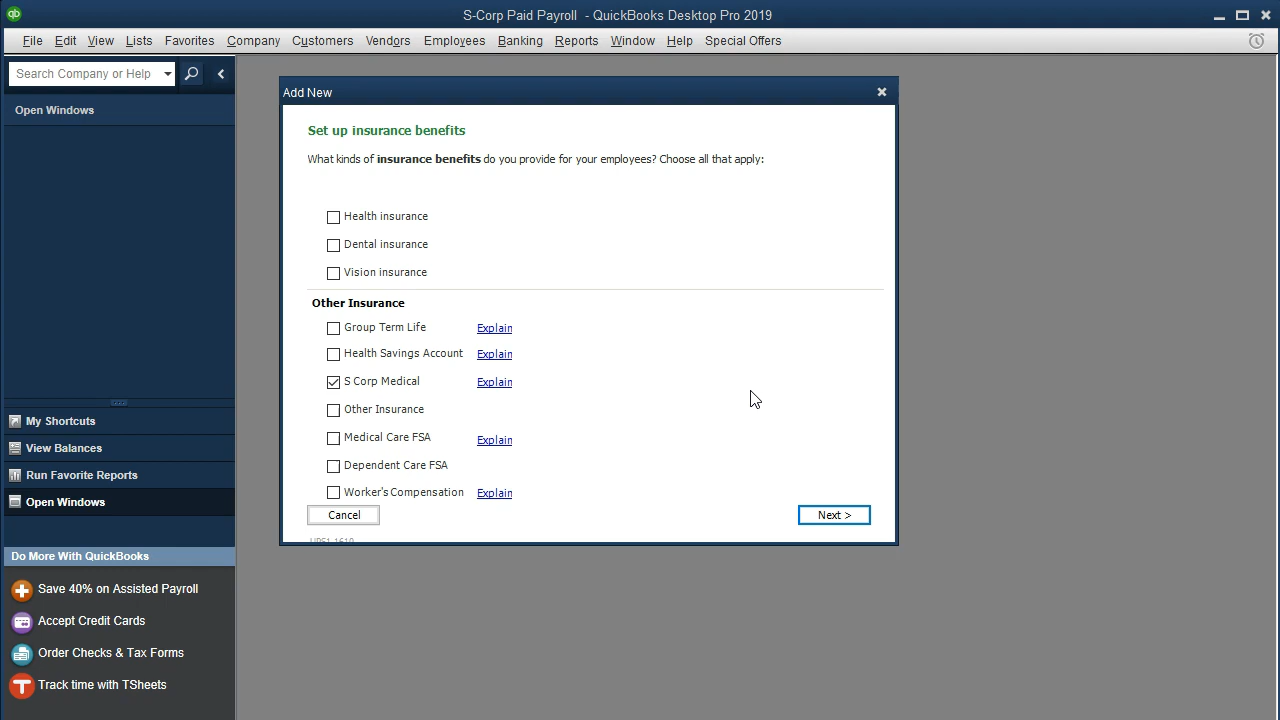 qb
S-Corp Paid Payroll - QuickBooks Desktop Pro 2019
File Edit View Lists Favorites Company Customers Vendors Employees Banking Reports Window Help Special Offers
Search Company or Help
Open Windows
My Shortcuts
View Balances
Run Favorite Reports
Open Windows
Do More With QuickBooks
Save 40% on Assisted Payroll
Accept Credit Cards
Order Checks & Tax Forms
Track time with TSheets
Add New
Set up insurance benefits
What kinds of insurance benefits do you provide for your employees? Choose all that apply:
Health insurance
Dental insurance
Vision insurance
Other Insurance
Group Term Life Explain
Health Savings Account Explain
S Corp Medical Explain
Other Insurance
Medical Care FSA Explain
Dependent Care FSA
Worker's Compensation Explain
Cancel Next >